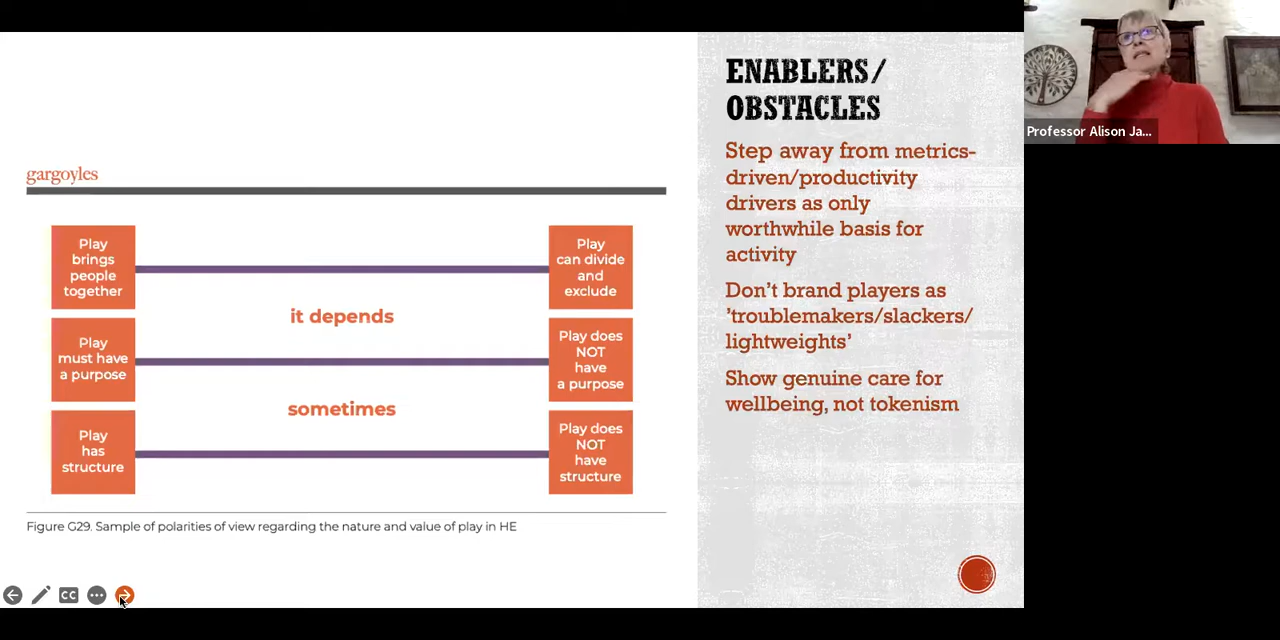 gargoyles
Play
brings
people
together
Play
can divide
and
exclude
it depends
Play
must have
a purpose
Play does
NOT
have
a purpose
sometimes
Play
has
structure
Play does
NOT
have
structure
Figure G29. Sample of polarities of view regarding the nature and value of play in HE
CC
ENABLERS/
OBSTACLES
Step away from metrics-
driven/productivity
drivers as only
worthwhile basis for
activity
Don't brand players as
'troublemakers/slackers/
lightweights'
Show genuine care for
wellbeing, not tokenism
Professor Alison Ja...